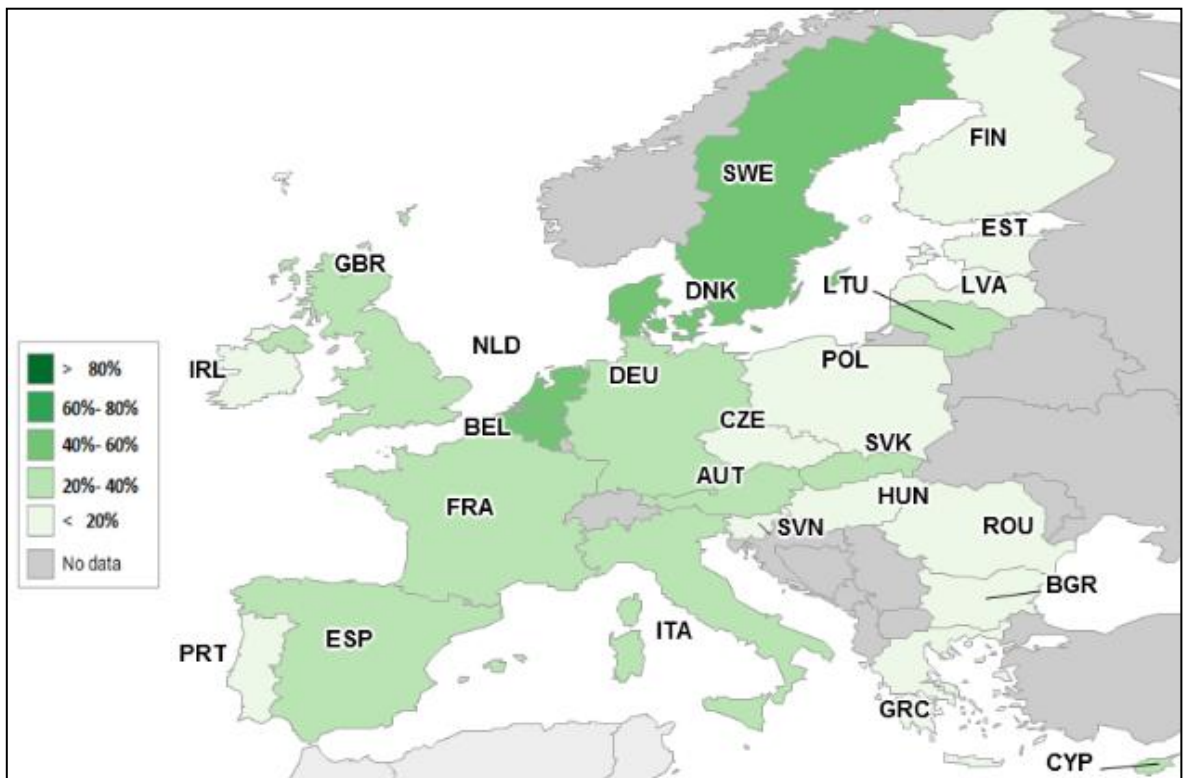 SWE
FIN
EST
GBR
DNK
LTU
LVA
NLD
IRL
DEU
POL
> 80%
60%- 80%
40%- 60%
20%- 40%
< 20%
No data
BEL
CZE
SVK
AUT
HUN
FRA
SVN
ROU
BGR
PRT
ESP
ITA
GRC
CYP